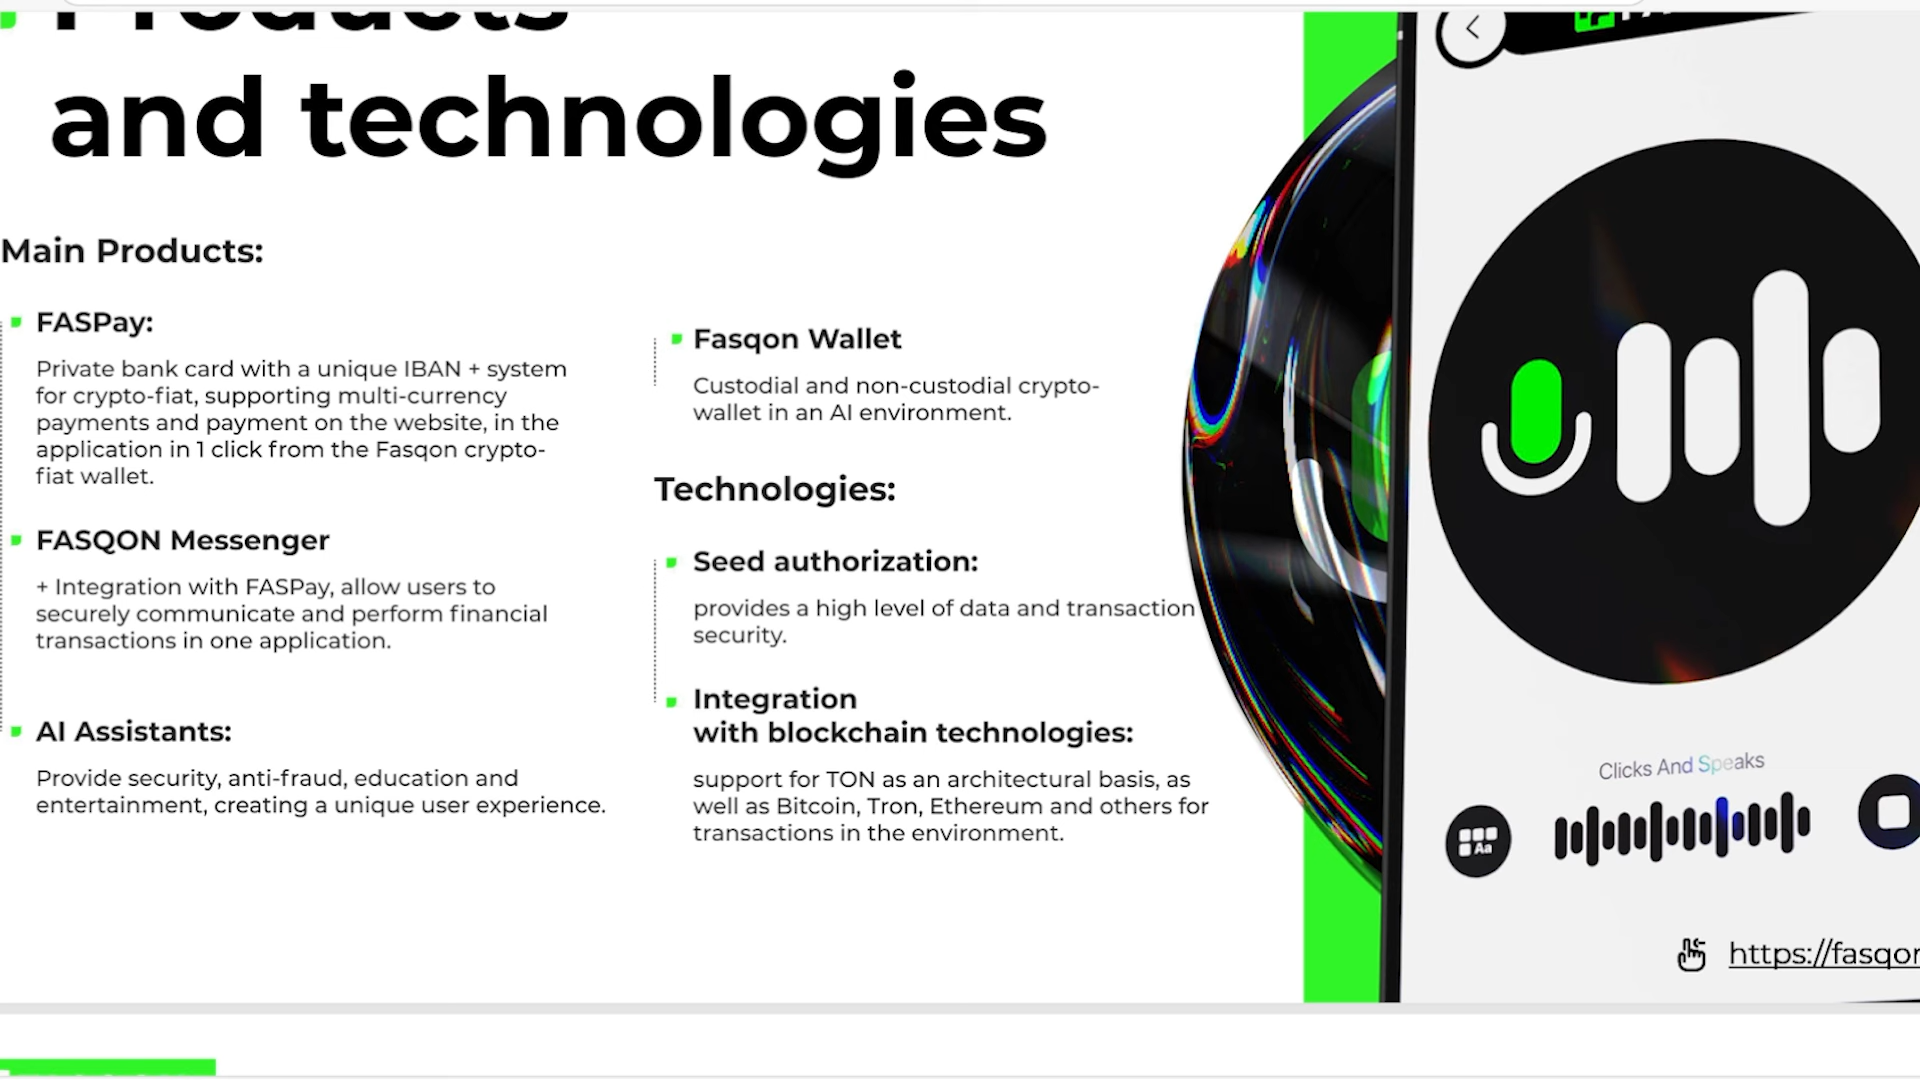 Products
and technologies
Main Products:
FASPay:
Private bank card with a unique IBAN + system
for crypto-fiat, supporting multi-currency
payments and payment on the website, in the
application in 1 click from the Fasqon crypto-
fiat wallet.
FASQON Messenger
+ Integration with FASPay, allow users to
securely communicate and perform financial
transactions in one application.
AI Assistants:
Provide security, anti-fraud, education and
entertainment, creating a unique user experience.
Fasqon Wallet
Custodial and non-custodial crypto-
wallet in an AI environment.
Technologies:
Seed authorization:
provides a high level of data and transaction
security.
Integration
with blockchain technologies:
support for TON as an architectural basis, as
well as Bitcoin, Tron, Ethereum and others for
transactions in the environment.
Clicks And Speaks
Aa
https://fasqon